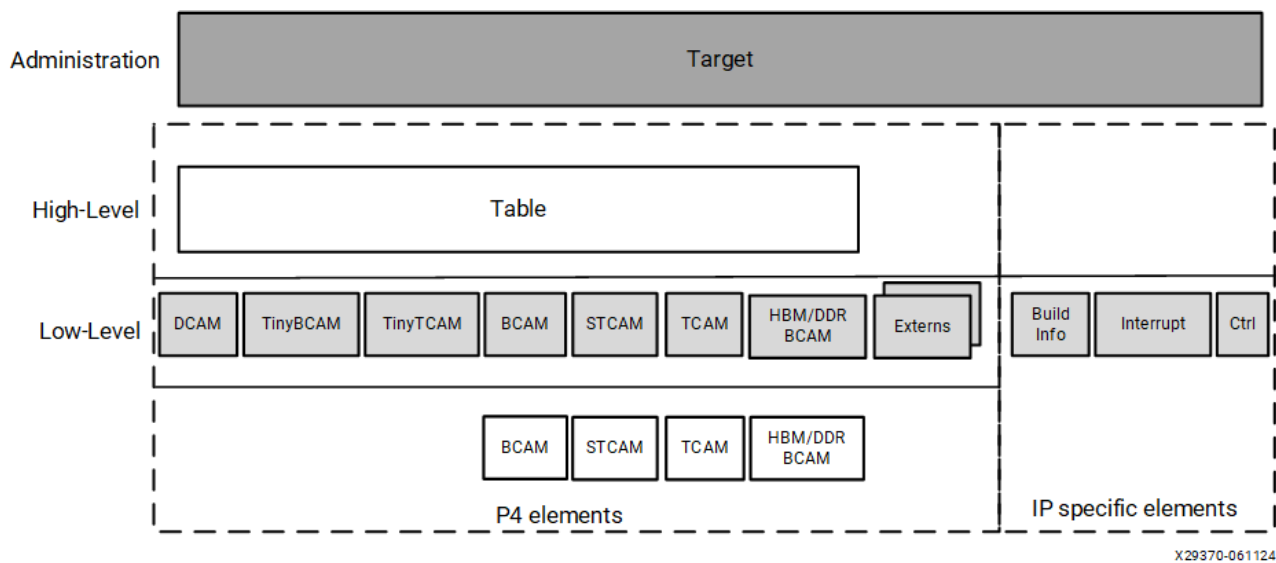 Administration
Target
High-Level
Table
Low-Level
DCAM
TinyBCAM
TinyTCAM
BCAM
STCAM
TCAM
HBM/DDR
BCAM
Externs
Build
Info
Interrupt
Ctrl
BCAM
STCAM
TCAM
HBM/DDR
BCAM
P4 elements
IP specific elements
X29370-061124